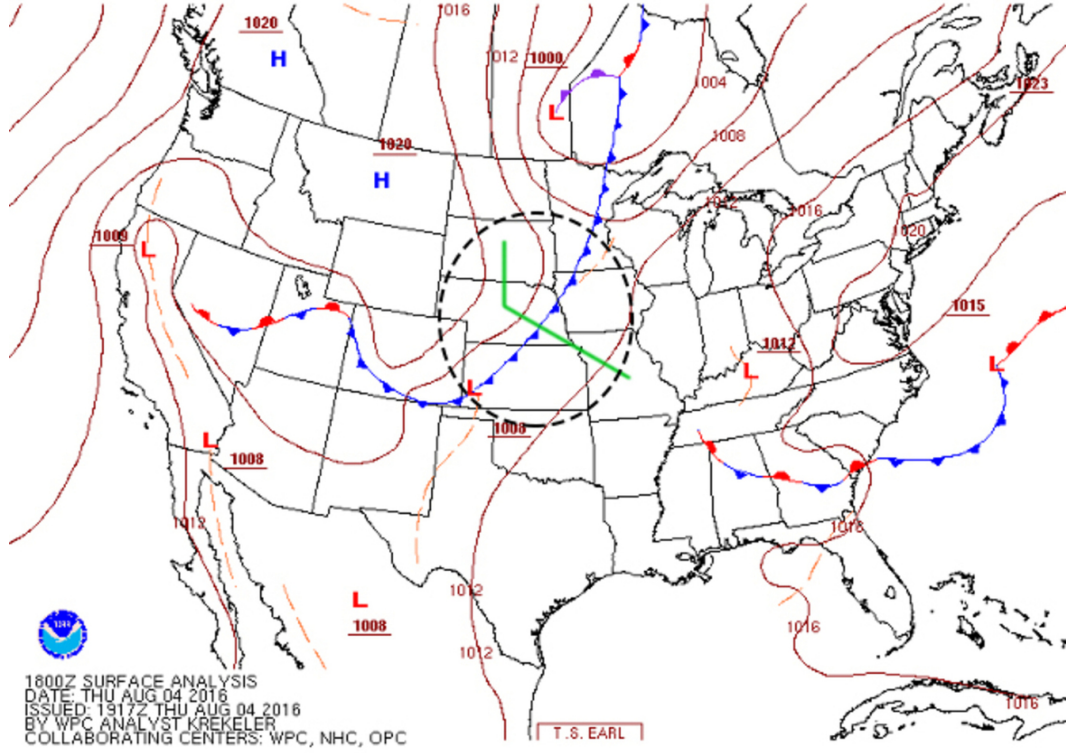 1016
1020
H
1012
1000
1004
1023
L
1020
1008
H
1012
1016
1009
1020
L
1015
1012
L
L
L
1008
L
1008
1012
1016
1012
L
1008
1016
1012
1016
1800Z SURFACE ANALYSIS
DATE: THU AUG 04 2016
ISSUED: 1917Z THU AUG 04 2016
BY WPC ANALYST KREKELER
COLLABORATING CENTERS: WPC, NHC, OPC
T.S. EARL